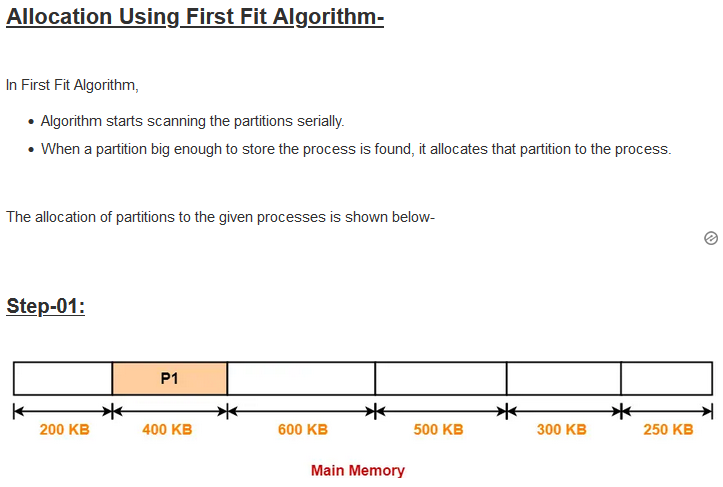 Allocation Using First Fit Algorithm-
In First Fit Algorithm,
• Algorithm starts scanning the partitions serially.
• When a partition big enough to store the process is found, it allocates that partition to the process.
The allocation of partitions to the given processes is shown below-
Step-01:
P1
200 KB 400 KB 600 KB 500 KB 300 KB 250 KB
Main Memory